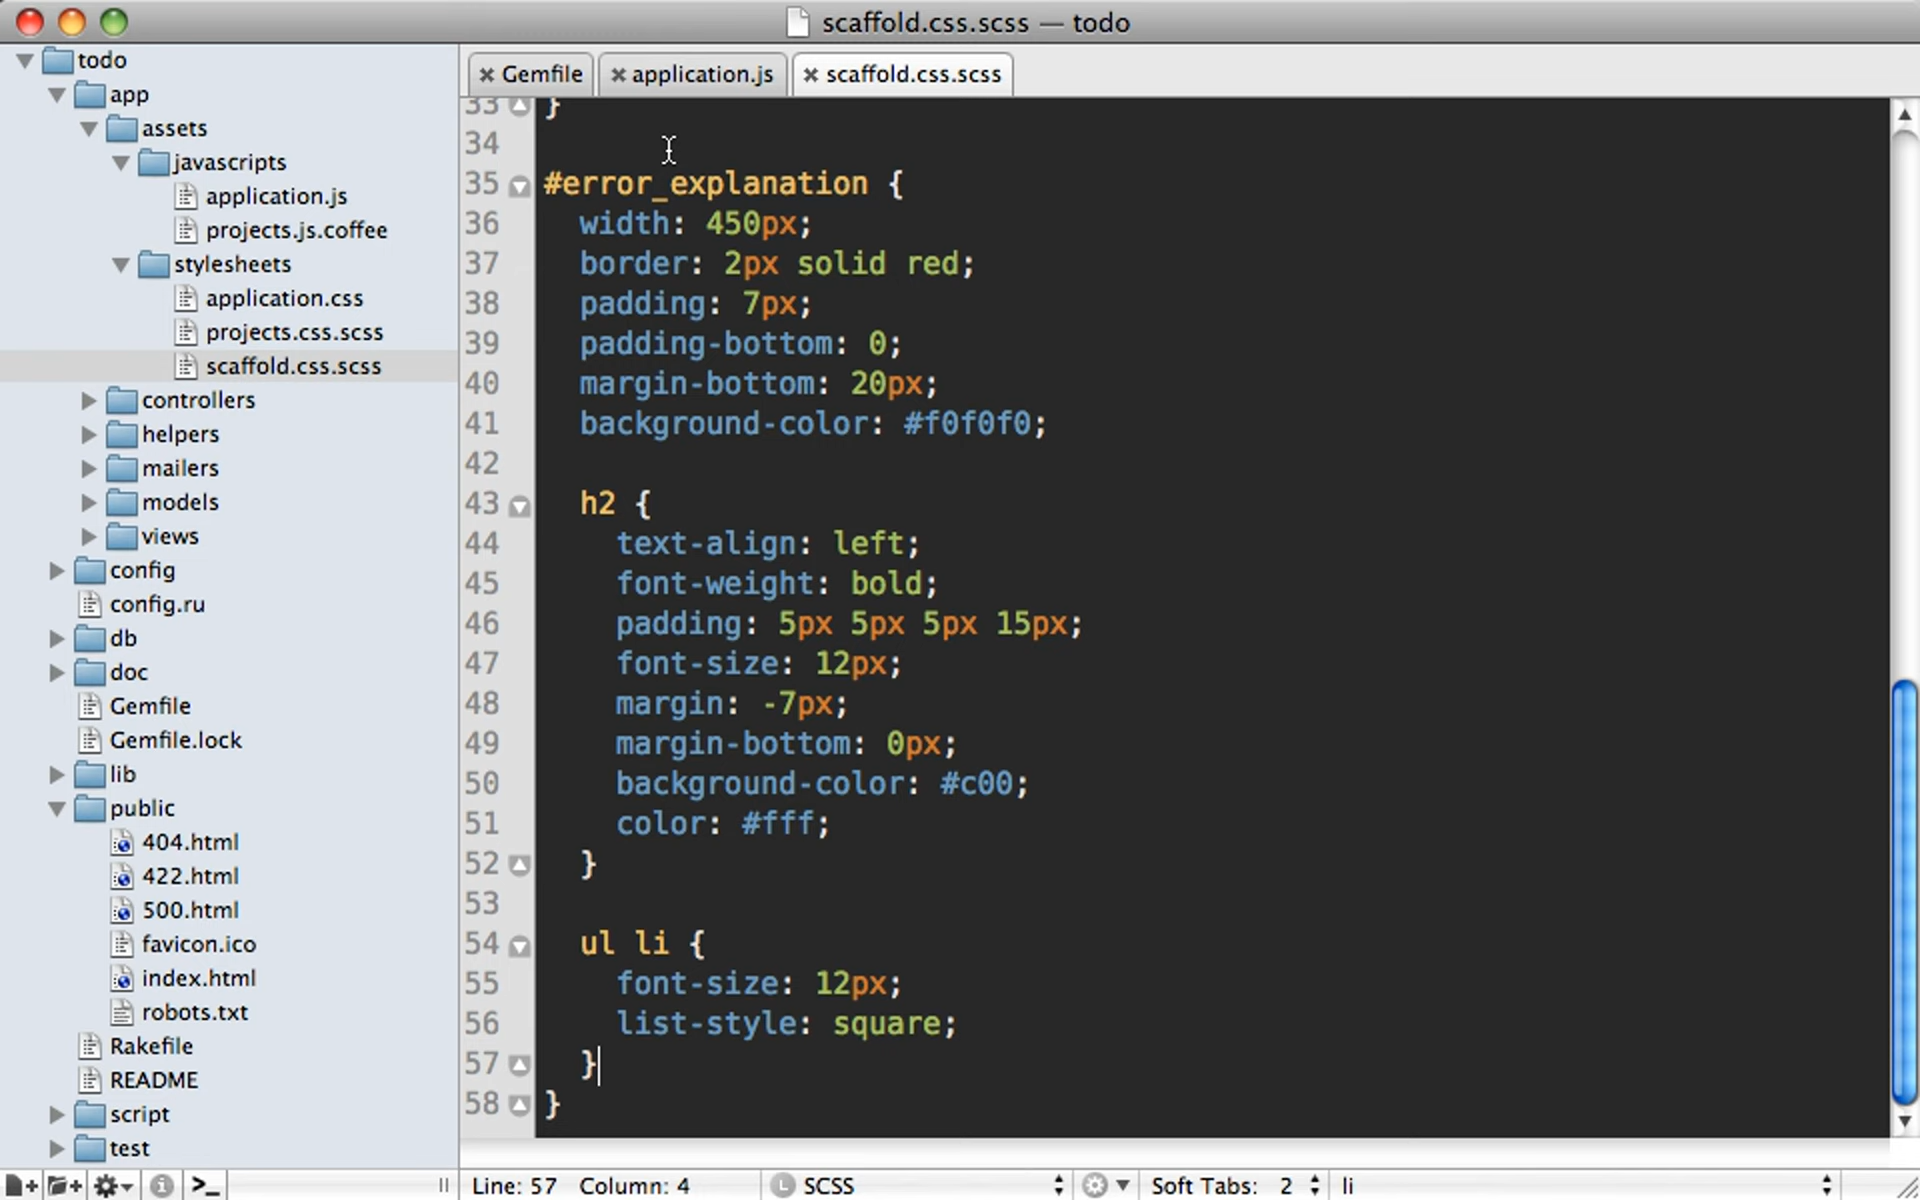 scaffold.css.scss — todo
todo
app
assets
javascripts
application.js
projects.js.coffee
stylesheets
application.css
projects.css.scss
scaffold.css.scss
controllers
helpers
mailers
models
views
config
config.ru
db
doc
Gemfile
Gemfile.lock
lib
public
404.html
422.html
500.html
favicon.ico
index.html
robots.txt
Rakefile
README
script
test
Gemfile
application.js
scaffold.css.scss
33 }
34
35 #error_explanation {
36 width: 450px;
37 border: 2px solid red;
38 padding: 7px;
39 padding-bottom: 0;
40 margin-bottom: 20px;
41 background-color: #f0f0f0;
42
43 h2 {
44 text-align: left;
45 font-weight: bold;
46 padding: 5px 5px 5px 15px;
47 font-size: 12px;
48 margin: -7px;
49 margin-bottom: 0px;
50 background-color: #c00;
51 color: #fff;
52 }
53
54 ul li {
55 font-size: 12px;
56 list-style: square;
57 }
58 }
Line: 57 Column: 4 L SCSS Soft Tabs: 2 li